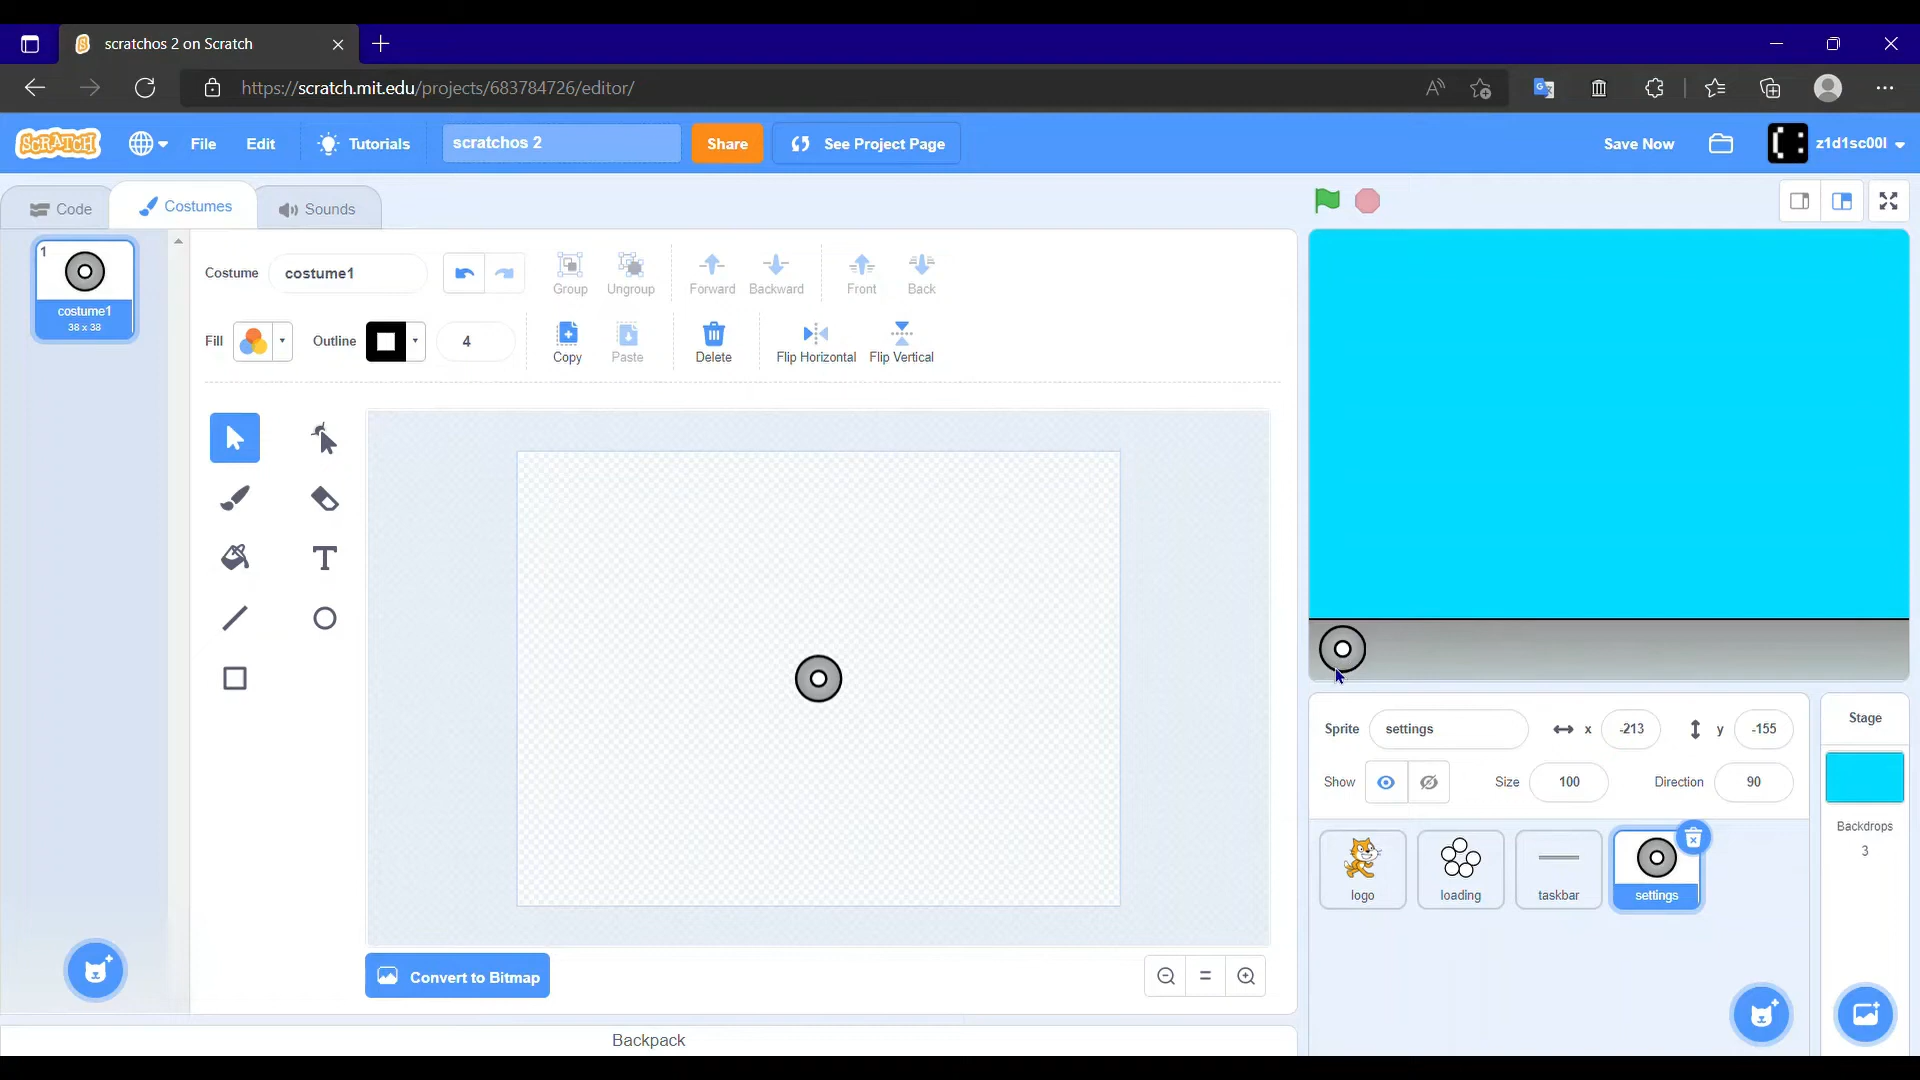 scratchos 2 on Scratch
https://scratch.mit.edu/projects/683784726/editor/
SCRATCH File Edit Tutorials scratchos 2 Share See Project Page Save Now z1d1sc00l
Code Costumes Sounds
1
costume1
38 x 38
Costume costume1 Group Ungroup Forward Backward Front Back
Fill Outline 4 Copy Paste Delete Flip Horizontal Flip Vertical
T
Convert to Bitmap
Backpack
Sprite settings x -213 y -155
Show Size 100 Direction 90
logo loading taskbar settings
Stage
Backdrops
3